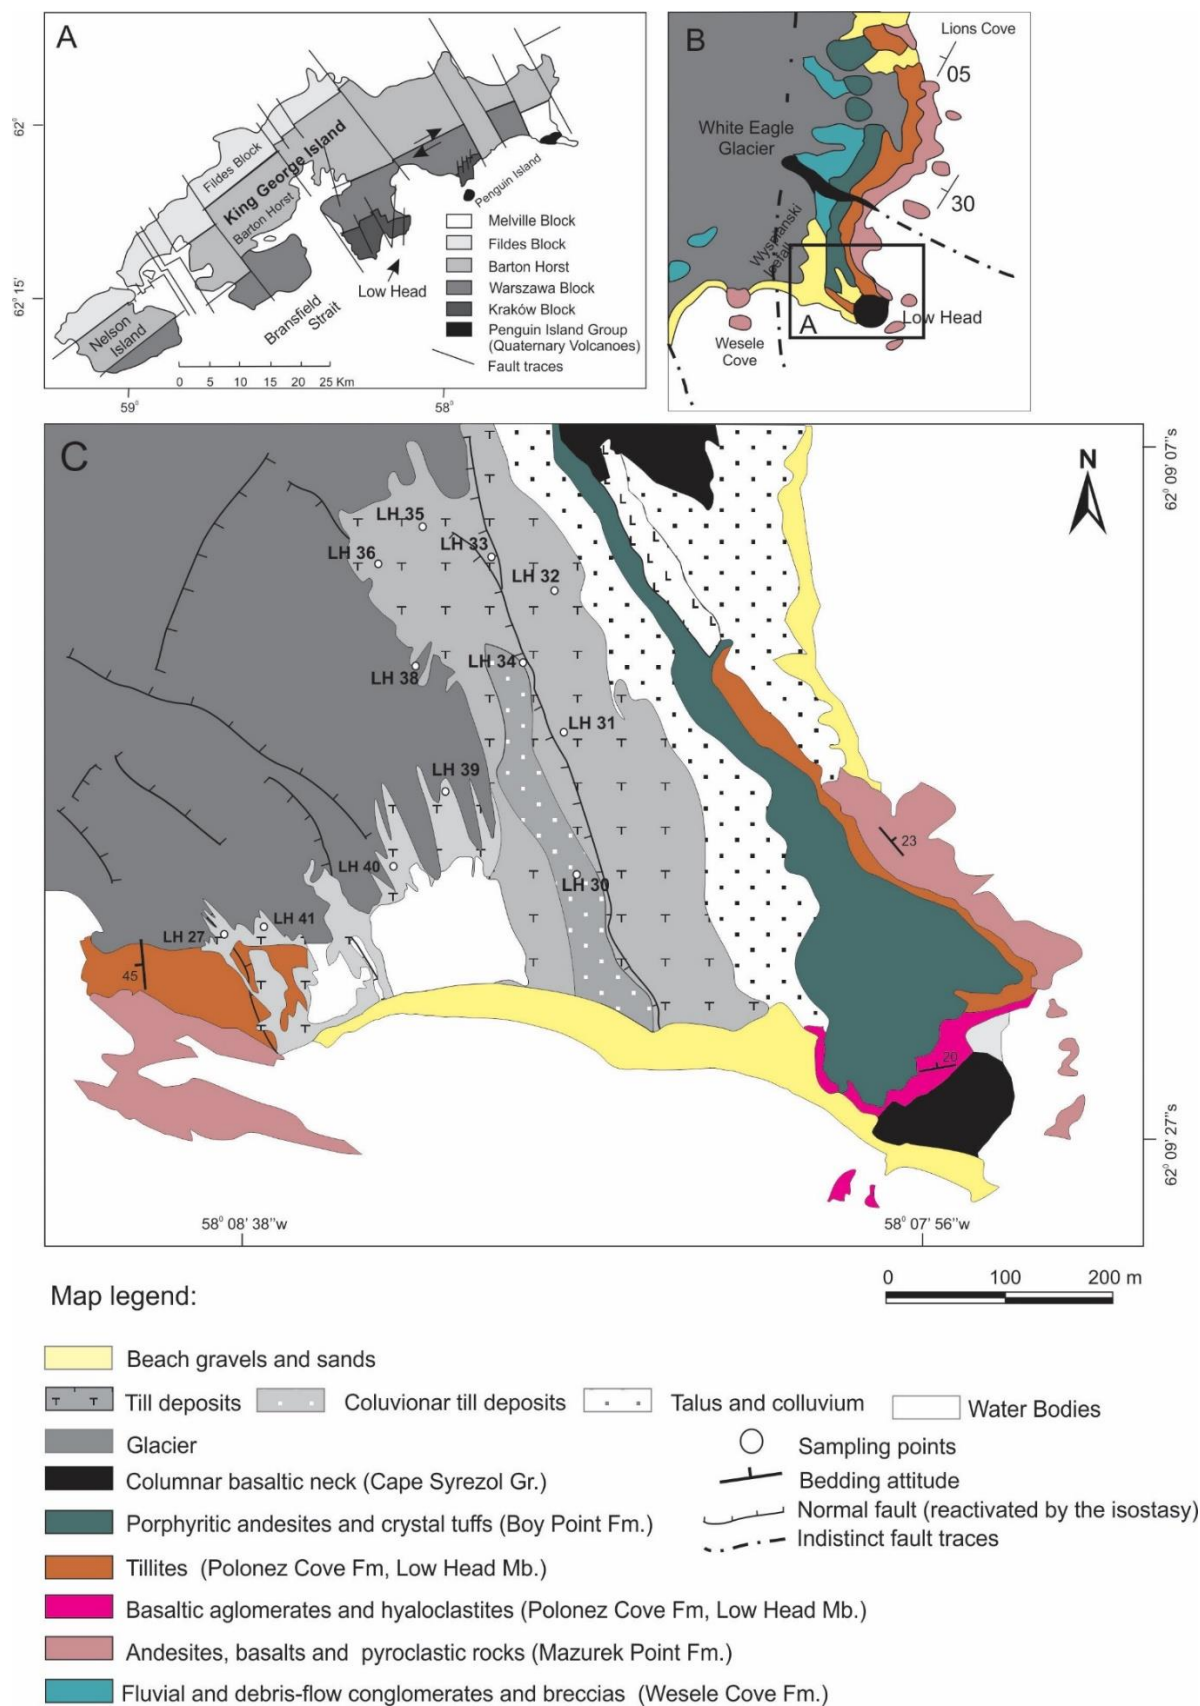 A
62°
62° 15'
Fildes Block
King George Island
Barton Horst
Nelson
Island
Bransfield
Strait
Low Head
Penguin Island
Melville Block
Fildes Block
Barton Horst
Warszawa Block
Kraków Block
Penguin Island Group
(Quaternary Volcanoes)
Fault traces
0 5 10 15 20 25 Km
59°
58°
B
Lions Cove
05
White Eagle
Glacier
30
Wyspianski
Icefall
A
Low Head
Wesele
Cove
C
N
62° 09' 07''s
LH 35
LH 33
LH 36
LH 32
LH 34
LH 38
LH 31
LH 39
23
LH 40
LH 30
LH 41
LH 27
45
20
62° 09' 27''s
58° 08' 38''w
58° 07' 56''w
0 100 200 m
Map legend:
Beach gravels and sands
Till deposits
Coluvionar till deposits
Talus and colluvium
Water Bodies
Glacier
Sampling points
Columnar basaltic neck (Cape Syrezol Gr.)
Bedding attitude
Porphyritic andesites and crystal tuffs (Boy Point Fm.)
Normal fault (reactivated by the isostasy)
Indistinct fault traces
Tillites (Polonez Cove Fm, Low Head Mb.)
Basaltic aglomerates and hyaloclastites (Polonez Cove Fm, Low Head Mb.)
Andesites, basalts and pyroclastic rocks (Mazurek Point Fm.)
Fluvial and debris-flow conglomerates and breccias (Wesele Cove Fm.)